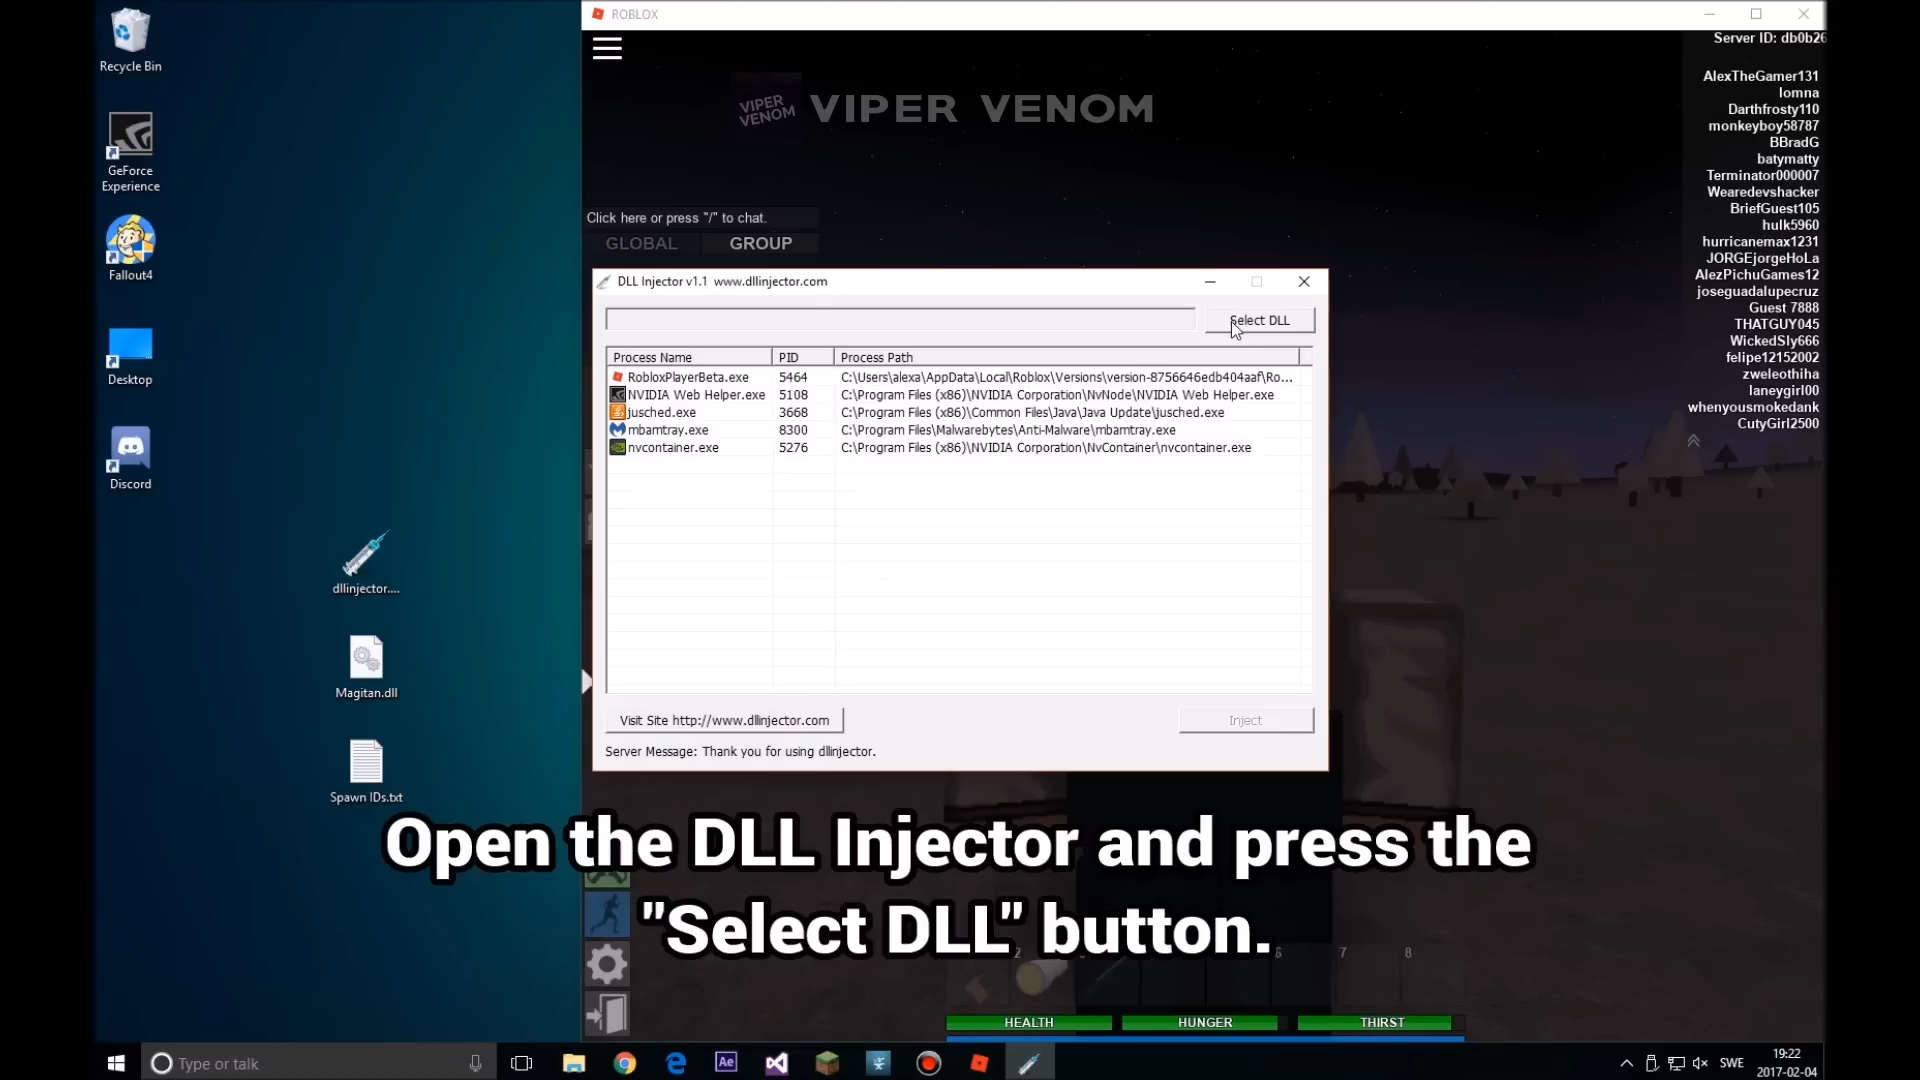 Recycle Bin
GeForce
Experience
Fallout4
Desktop
Discord
dllinjector....
Magitan.dll
Spawn IDs.txt
ROBLOX
VIPER
VENOM
VIPER VENOM
Click here or press "/" to chat.
GLOBAL
GROUP
Server ID: db0b26
AlexTheGamer131
lomna
Darthfrosty110
monkeyboy58787
BBradG
batymatty
Terminator000007
Wearedevshacker
BriefGuest105
hulk5960
hurricanemax1231
JORGEjorgeHoLa
AlezPichuGames12
joseguadalupecruz
Guest 7888
THATGUY045
WickedSly666
felipe12152002
zweleothiha
laneygirl00
whenyousmokedank
CutyGirl2500
DLL Injector v1.1 www.dllinjector.com
Select DLL
Process Name PID Process Path
RobloxPlayerBeta.exe 5464 C:\Users\alexa\AppData\Local\Roblox\Versions\version-8756646edb404aaf\Ro...
NVIDIA Web Helper.exe 5108 C:\Program Files (x86)\NVIDIA Corporation\NvNode\NVIDIA Web Helper.exe
jusched.exe 3668 C:\Program Files (x86)\Common Files\Java\Java Update\jusched.exe
mbamtray.exe 8300 C:\Program Files\Malwarebytes\Anti-Malware\mbamtray.exe
nvcontainer.exe 5276 C:\Program Files (x86)\NVIDIA Corporation\NvContainer\nvcontainer.exe
Visit Site http://www.dllinjector.com
Inject
Server Message: Thank you for using dllinjector.
Open the DLL Injector and press the
"Select DLL" button.
2 6 7 8
HEALTH HUNGER THIRST
Type or talk
Ae
SWE
19:22
2017-02-04